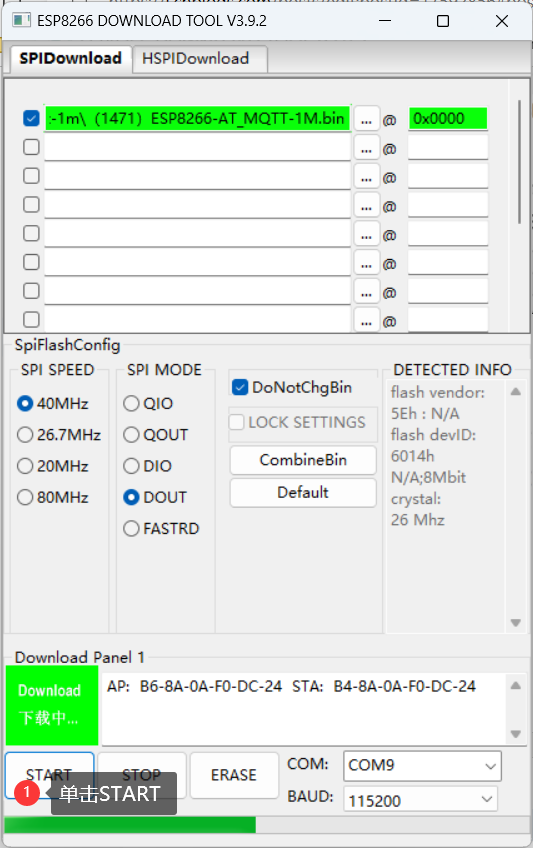 ESP8266 DOWNLOAD TOOL V3.9.2
SPIDownload HSPIDownload
:-1m\（1471）ESP8266-AT_MQTT-1M.bin ... @ 0x0000
... @
... @
... @
... @
... @
... @
... @
SpiFlashConfig
SPI SPEED
40MHz
26.7MHz
20MHz
80MHz
SPI MODE
QIO
QOUT
DIO
DOUT
FASTRD
DoNotChgBin
LOCK SETTINGS
CombineBin
Default
DETECTED INFO
flash vendor:
5Eh : N/A
flash devID:
6014h
N/A;8Mbit
crystal:
26 Mhz
Download Panel 1
Download
下载中...
AP: B6-8A-0A-F0-DC-24 STA: B4-8A-0A-F0-DC-24
START STOP ERASE
1 单击START
COM: COM9
BAUD: 115200